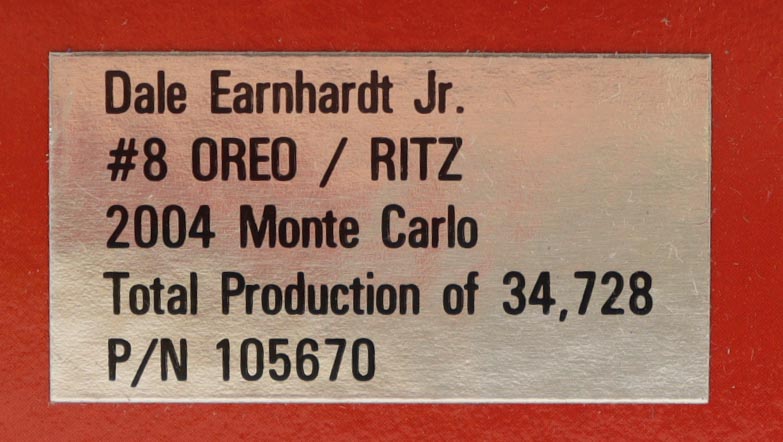 Dale Earnhardt Jr.
#8 OREO / RITZ
2004 Monte Carlo
Total Production of 34,728
P/N 105670